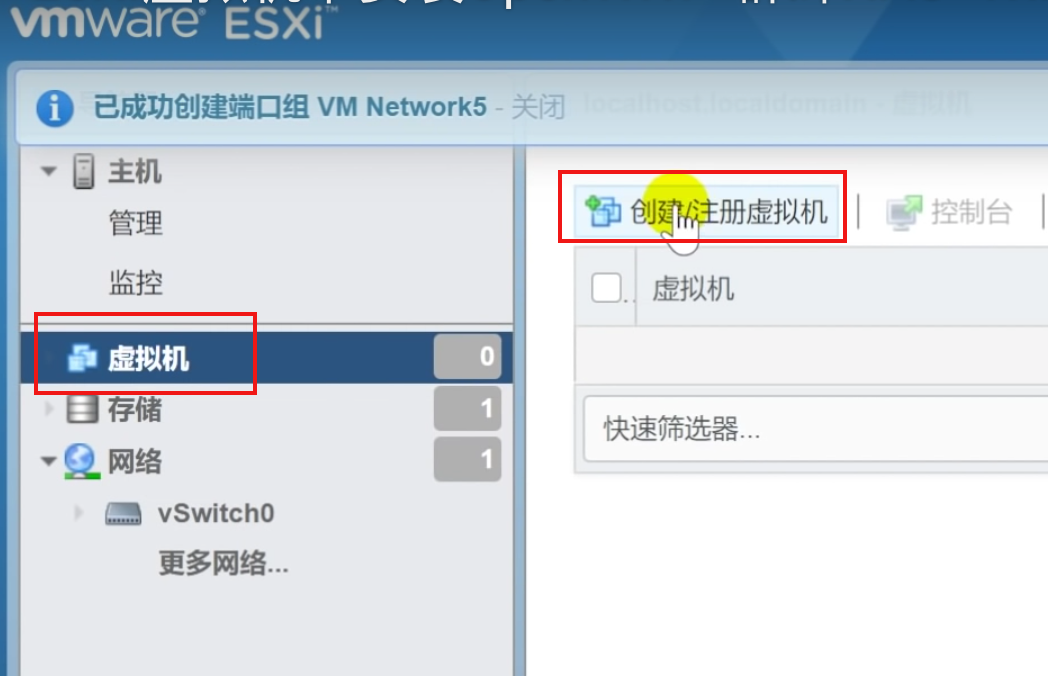 vmware ESXi™
已成功创建端口组 VM Network5 - 关闭
localhost.localdomain - 虚拟机
主机
管理
监控
虚拟机 0
存储 1
网络 1
vSwitch0
更多网络...
创建/注册虚拟机 | 控制台 |
虚拟机
快速筛选器...